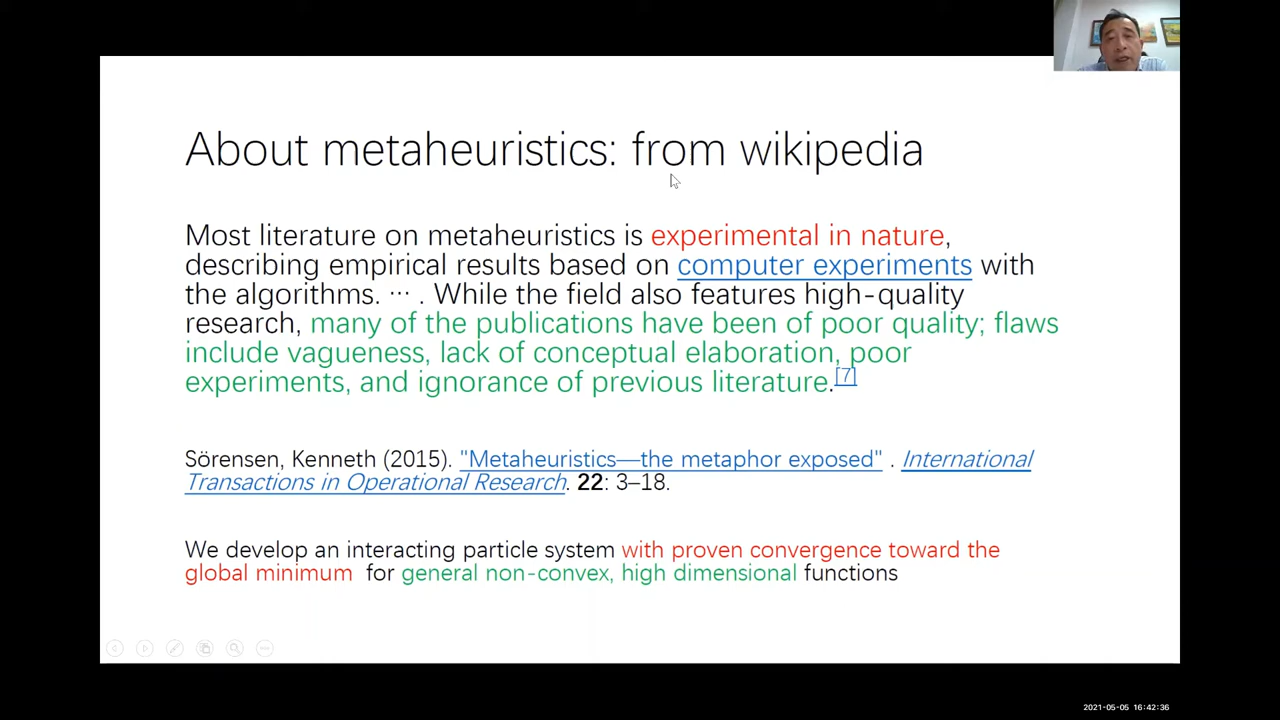 About metaheuristics: from wikipedia
Most literature on metaheuristics is experimental in nature,
describing empirical results based on computer experiments with
the algorithms. ⋯ . While the field also features high-quality
research, many of the publications have been of poor quality; flaws
include vagueness, lack of conceptual elaboration, poor
experiments, and ignorance of previous literature.[7]
Sörensen, Kenneth (2015). "Metaheuristics—the metaphor exposed" . International
Transactions in Operational Research. 22: 3–18.
We develop an interacting particle system with proven convergence toward the
global minimum for general non-convex, high dimensional functions
2021-05-05 16:42:36